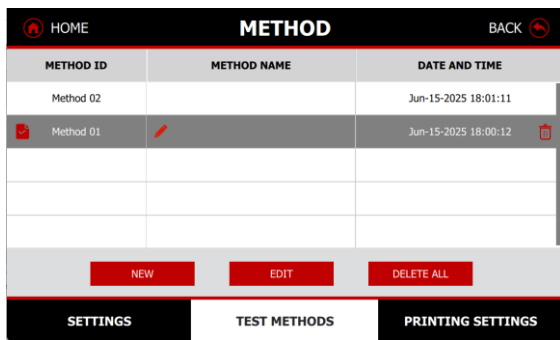 HOME METHOD BACK
METHOD ID METHOD NAME DATE AND TIME
Method 02 Jun-15-2025 18:01:11
Method 01 Jun-15-2025 18:00:12
NEW EDIT DELETE ALL
SETTINGS TEST METHODS PRINTING SETTINGS